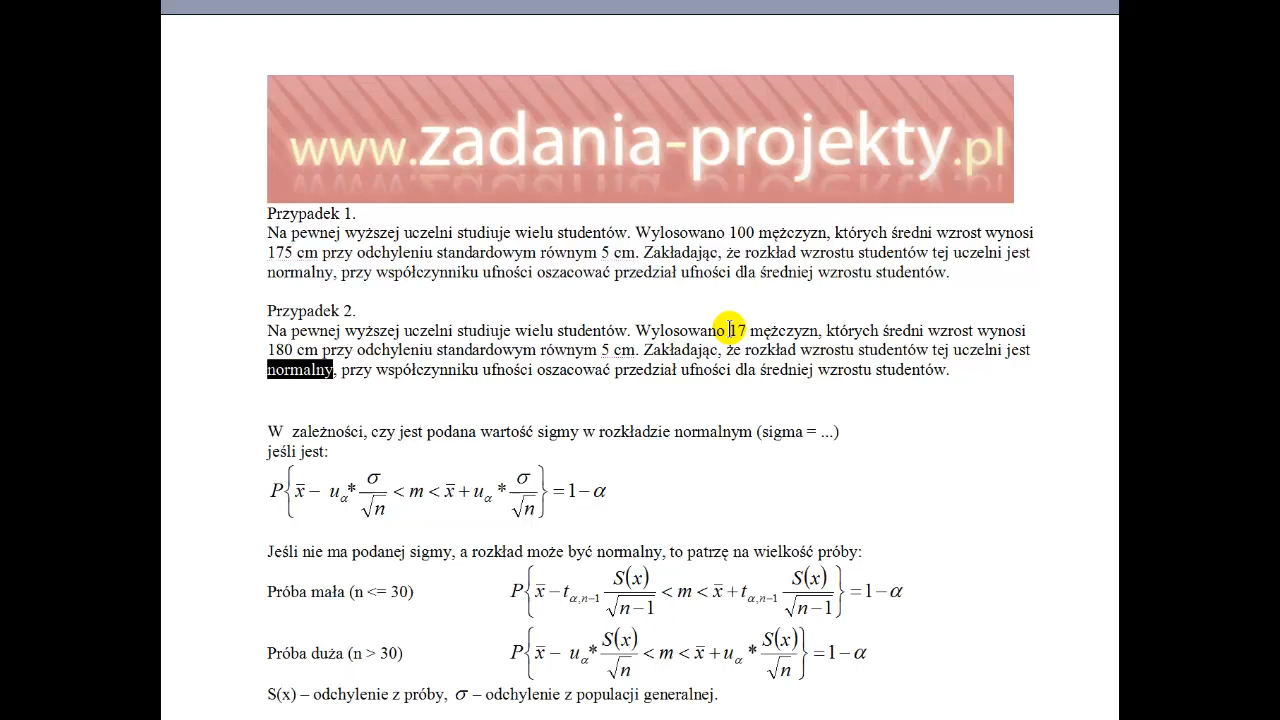 www.zadania-projekty.pl
Przypadek 1.
Na pewnej wyższej uczelni studiuje wielu studentów. Wylosowano 100 mężczyzn, których średni wzrost wynosi
175 cm przy odchyleniu standardowym równym 5 cm. Zakładając, że rozkład wzrostu studentów tej uczelni jest
normalny, przy współczynniku ufności oszacować przedział ufności dla średniej wzrostu studentów.
Przypadek 2.
Na pewnej wyższej uczelni studiuje wielu studentów. Wylosowano 17 mężczyzn, których średni wzrost wynosi
180 cm przy odchyleniu standardowym równym 5 cm. Zakładając, że rozkład wzrostu studentów tej uczelni jest
normalny, przy współczynniku ufności oszacować przedział ufności dla średniej wzrostu studentów.
W zależności, czy jest podana wartość sigmy w rozkładzie normalnym (sigma = ...)
jeśli jest:
P{x̄ − u_α * σ/√n < m < x̄ + u_α * σ/√n} = 1 − α
Jeśli nie ma podanej sigmy, a rozkład może być normalny, to patrzę na wielkość próby:
Próba mała (n <= 30) P{x̄ − t_α,n−1 S(x)/√n−1 < m < x̄ + t_α,n−1 S(x)/√n−1} = 1 − α
Próba duża (n > 30) P{x̄ − u_α * S(x)/√n < m < x̄ + u_α * S(x)/√n} = 1 − α
S(x) – odchylenie z próby, σ – odchylenie z populacji generalnej.